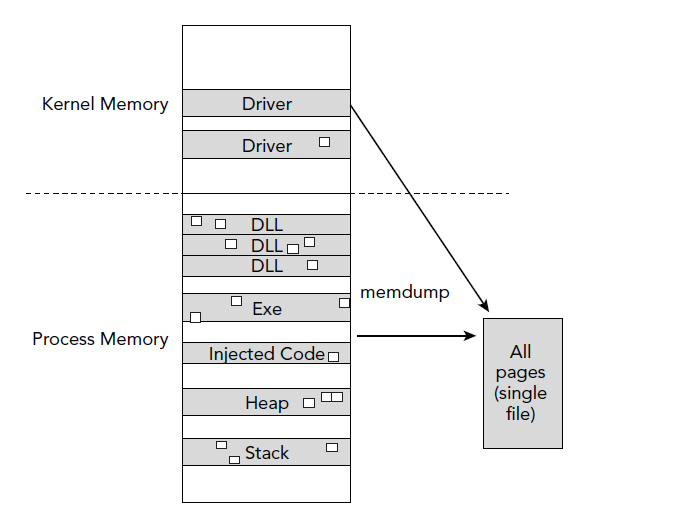 Kernel Memory
Driver
Driver
DLL
DLL
DLL
memdump
Exe
Process Memory
Injected Code
Heap
Stack
All
pages
(single
file)